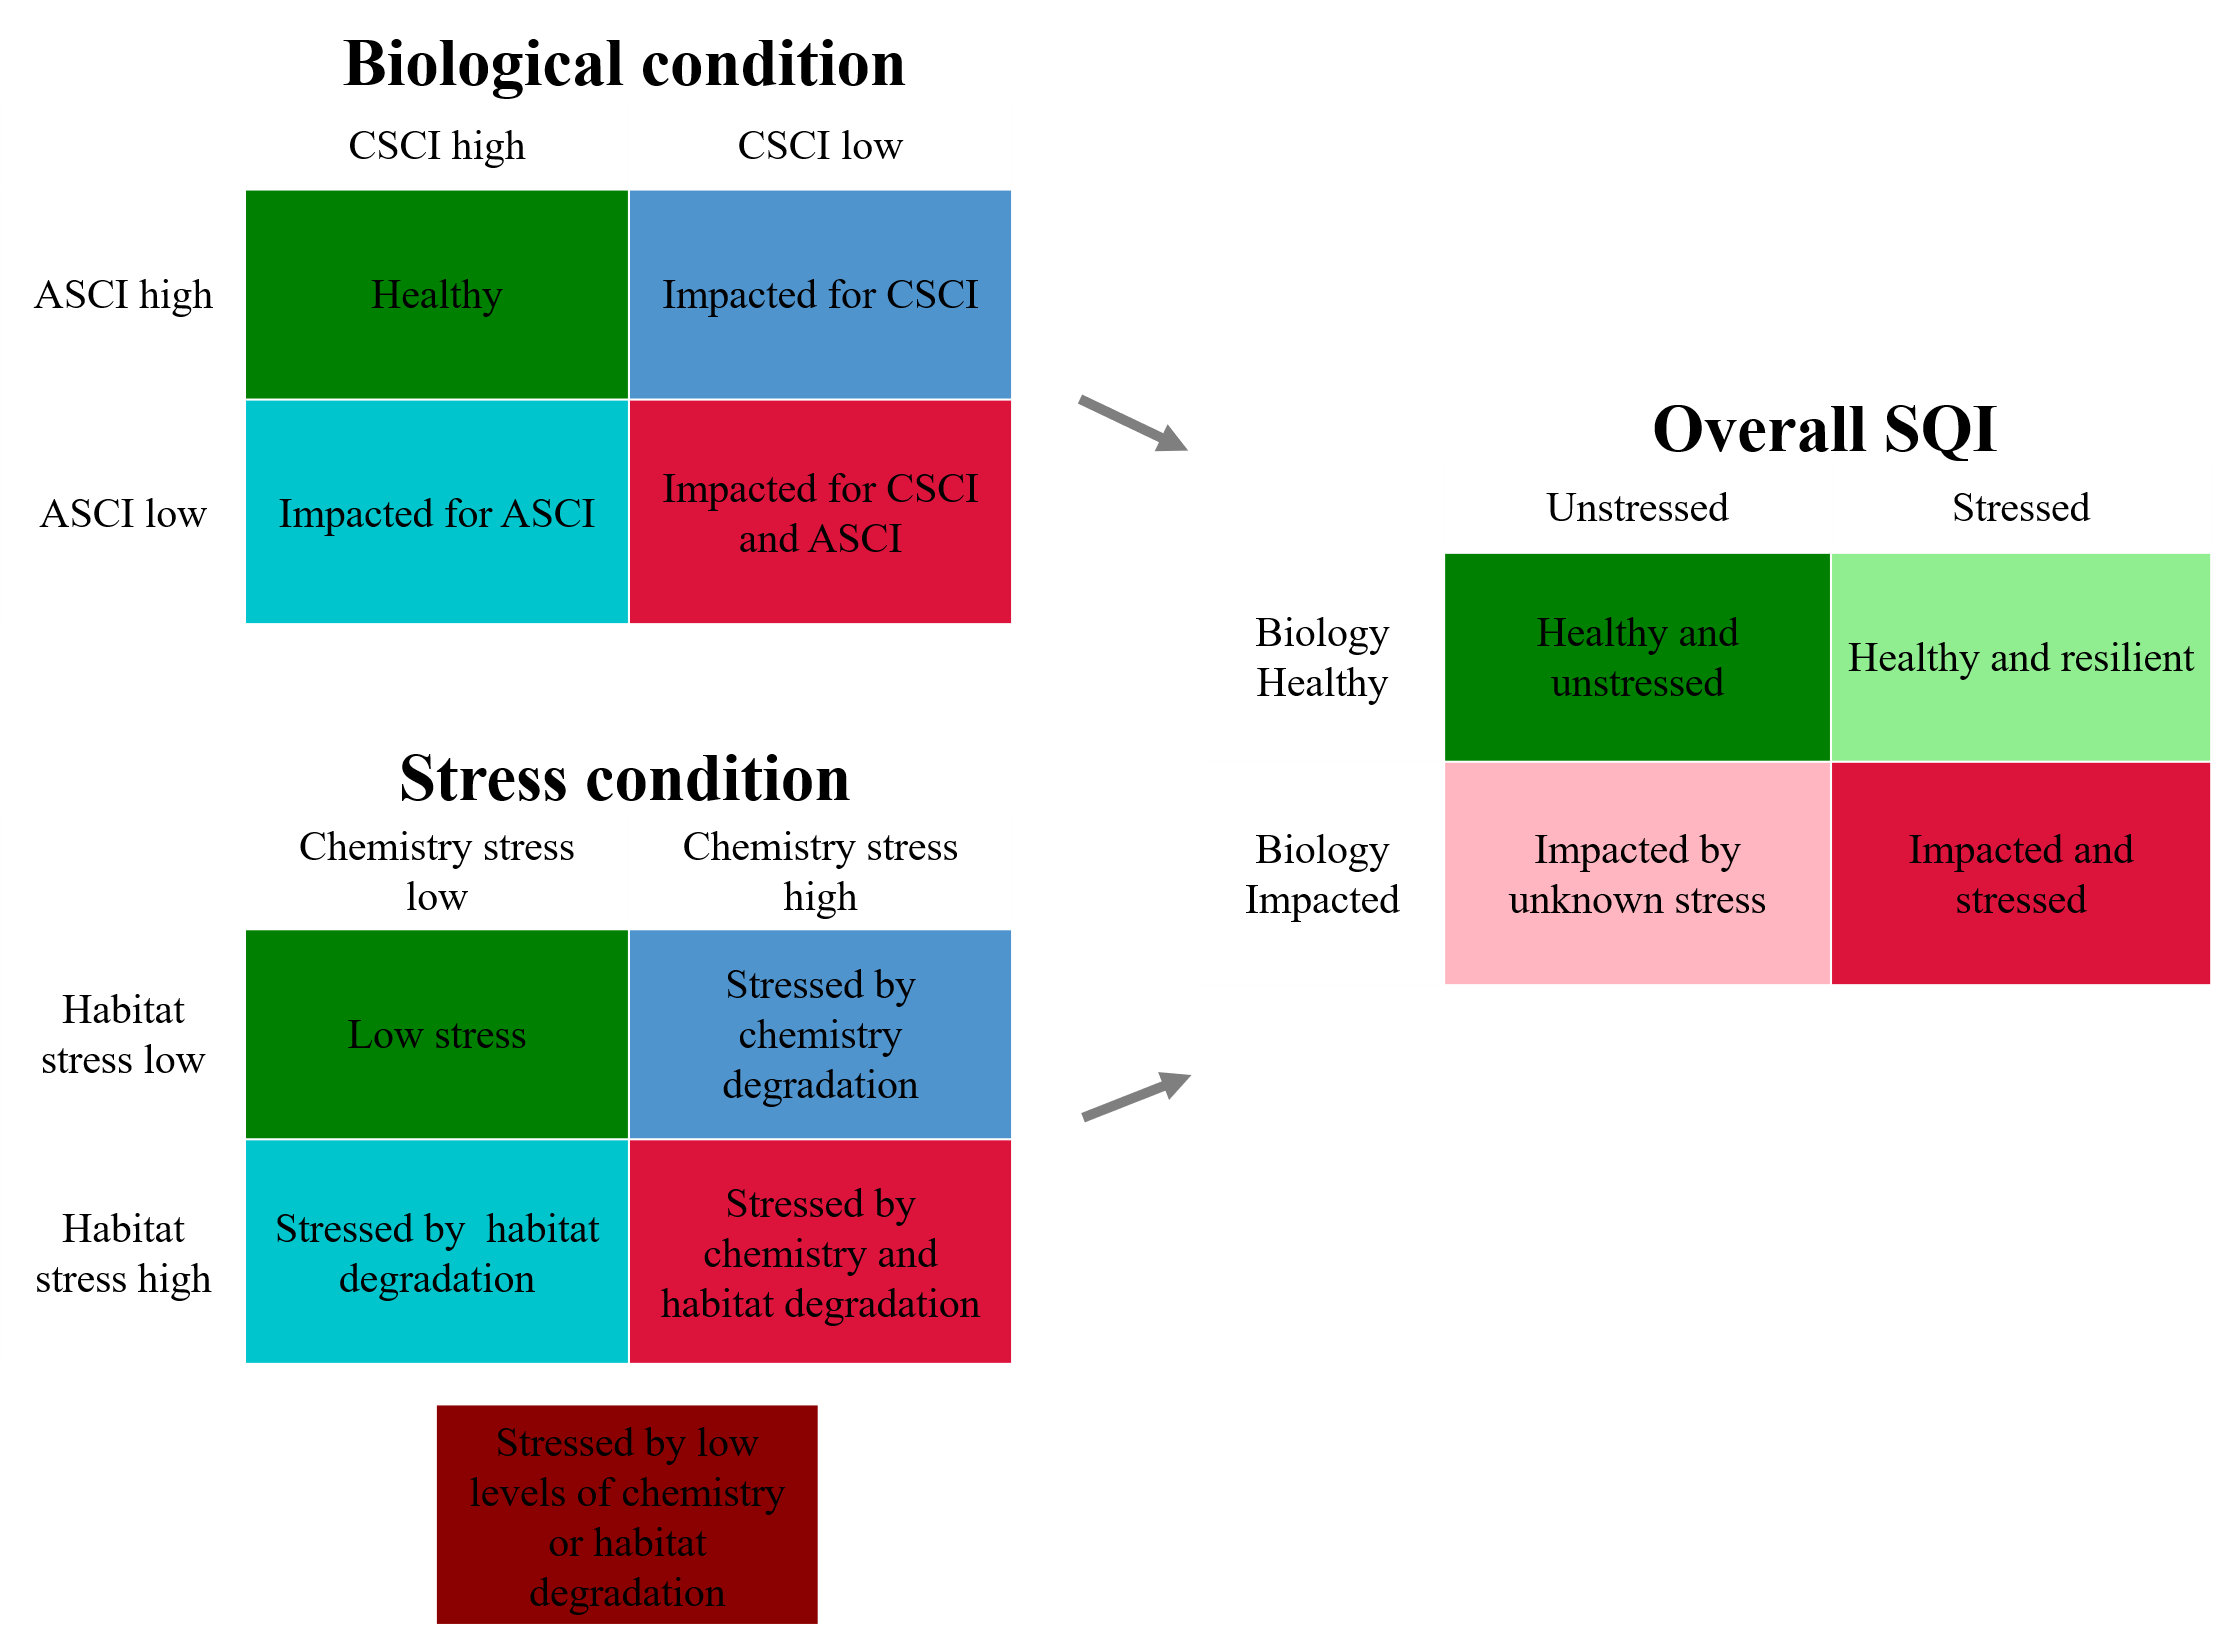 Biological condition
CSCI high
CSCI low
ASCI high
Healthy
Impacted for CSCI
ASCI low
Impacted for ASCI
Impacted for CSCI
and ASCI
Stress condition
Chemistry stress
low
Chemistry stress
high
Habitat
stress low
Low stress
Stressed by
chemistry
degradation
Habitat
stress high
Stressed by  habitat
degradation
Stressed by
chemistry and
habitat degradation
Stressed by low
levels of chemistry
or habitat
degradation
Overall SQI
Unstressed
Stressed
Biology
Healthy
Healthy and
unstressed
Healthy and resilient
Biology
Impacted
Impacted by
unknown stress
Impacted and
stressed